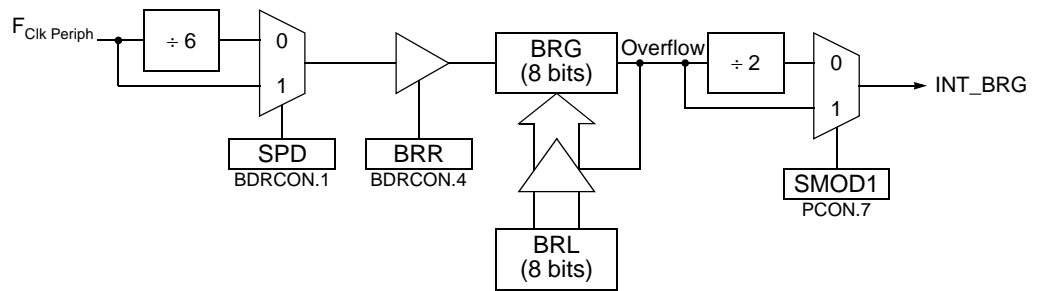 FClk Periph
÷ 6
0
1
SPD
BDRCON.1
BRR
BDRCON.4
BRG
(8 bits)
Overflow
BRL
(8 bits)
÷ 2
0
1
SMOD1
PCON.7
INT_BRG